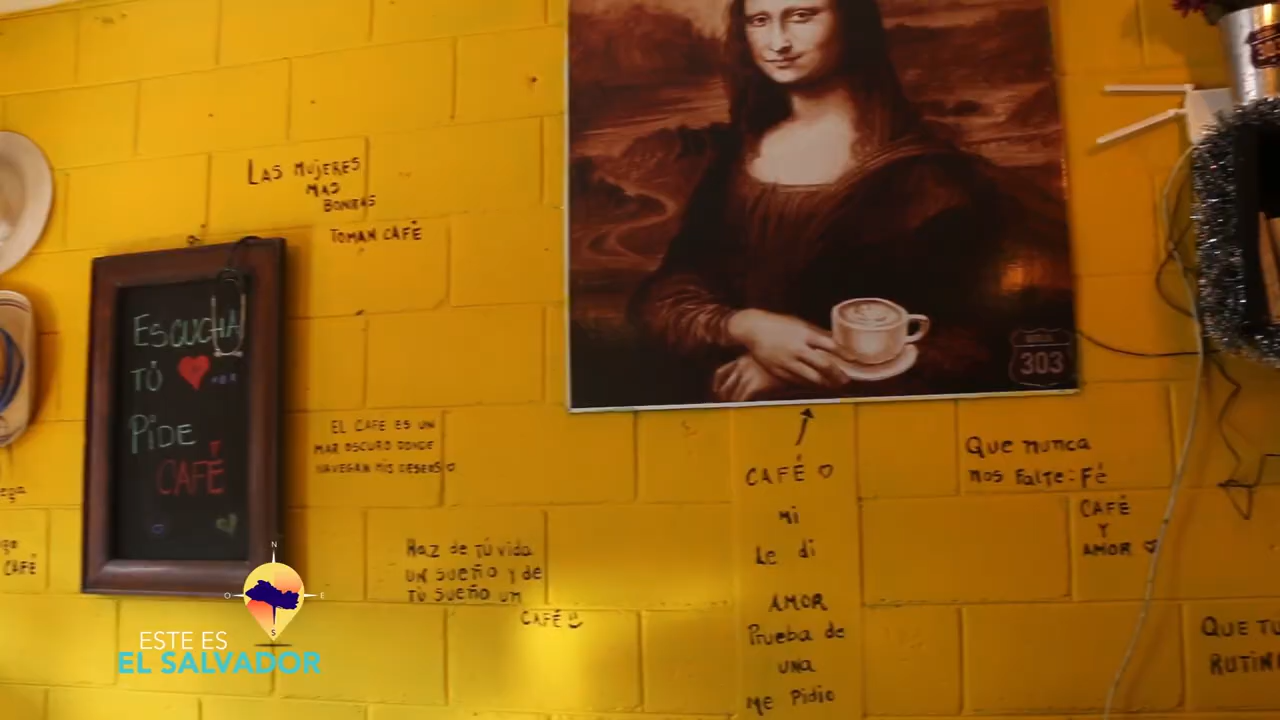 LAS MUJERES
MAS
BONITAS
TOMAN CAFÉ
ESCUCHA
TÚ
PIDE
CAFÉ
EL CAFE ES UN
MAR OSCURO DONDE
NAVEGAN MIS DESEOS
Haz de TÚ vida
un sueño y de
TÚ sueño un
CAFÉ
CAFÉ
303
CAFÉ
Mi
Le di
AMOR
Prueba de
una
me Pidio
Que nunca
nos Falte: Fé
CAFÉ
Y
AMOR
QUE TU
N
O
E
S
ESTE ES
EL SALVADOR